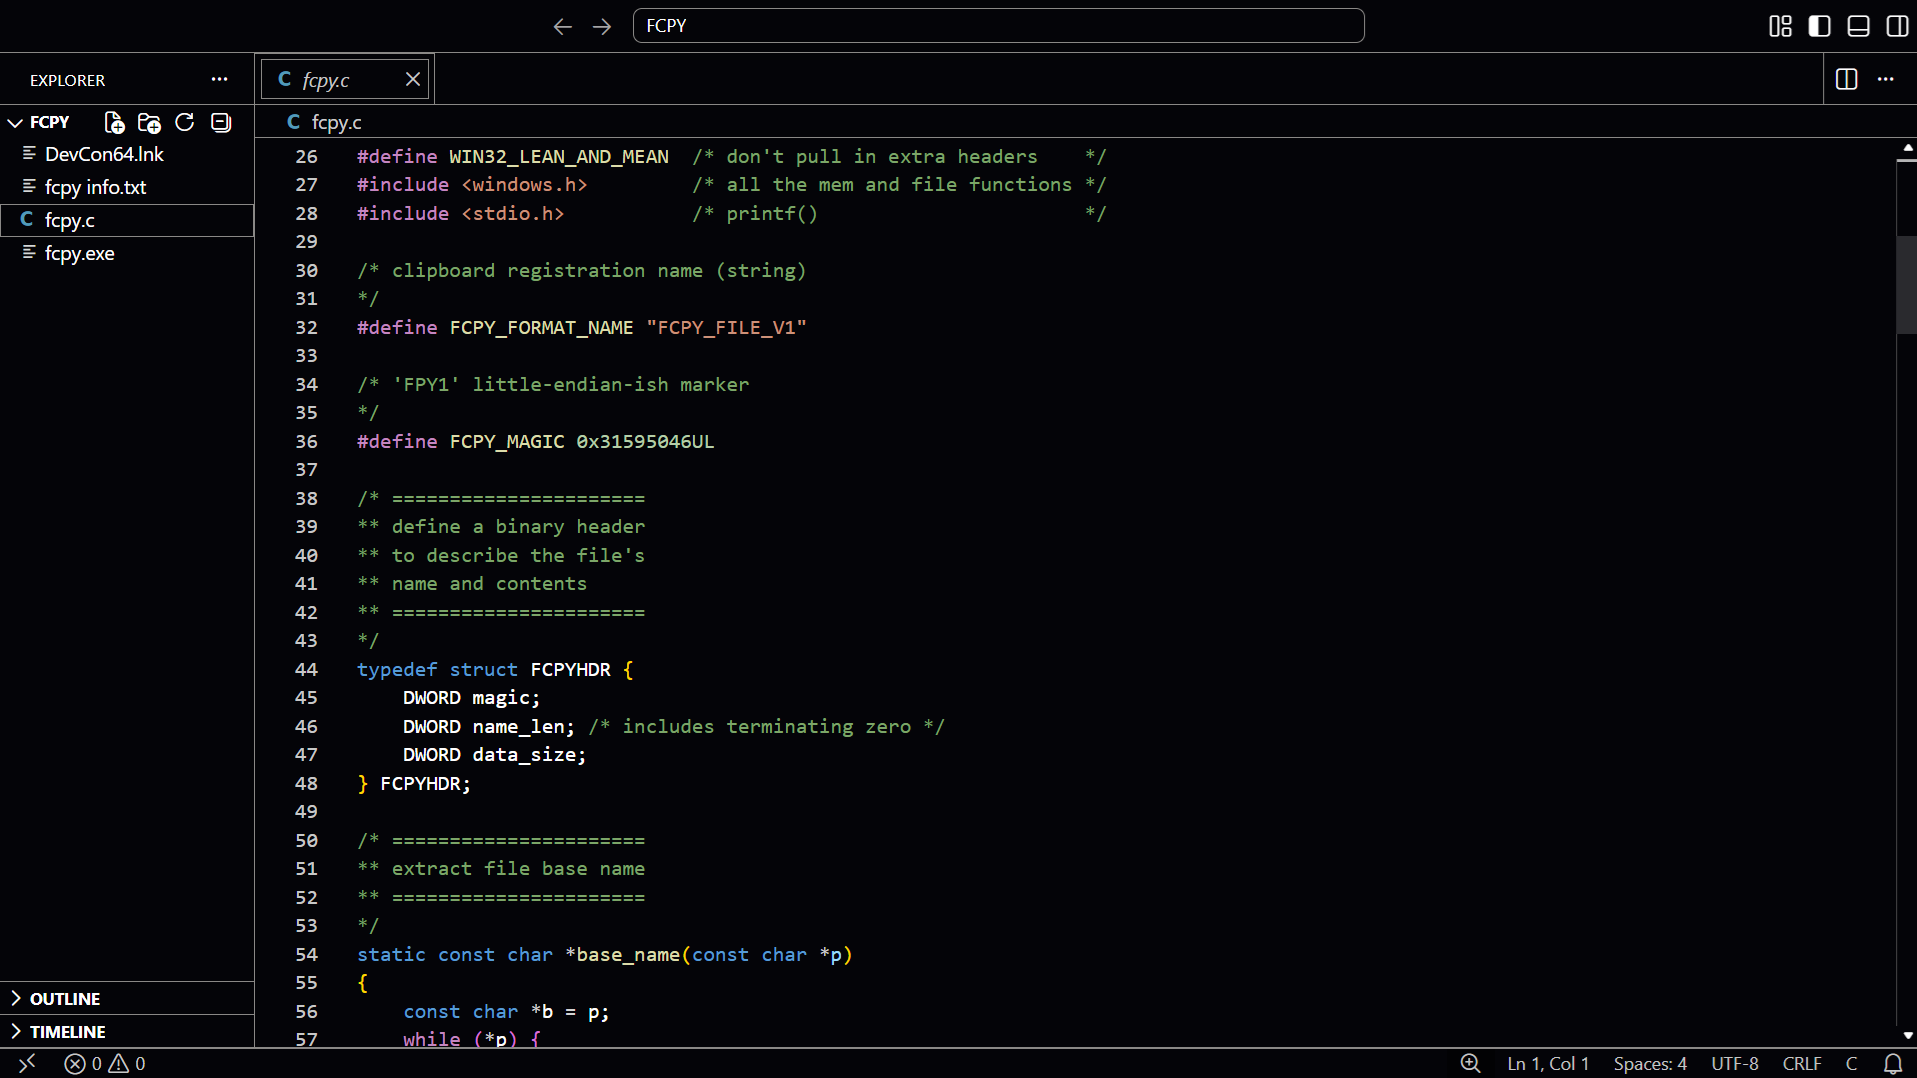 FCPY
EXPLORER
fcpy.c
FCPY
DevCon64.lnk
fcpy info.txt
fcpy.c
fcpy.exe
OUTLINE
TIMELINE
fcpy.c
26 #define WIN32_LEAN_AND_MEAN  /* don't pull in extra headers    */
27 #include <windows.h>         /* all the mem and file functions */
28 #include <stdio.h>           /* printf()                       */
29
30 /* clipboard registration name (string)
31 */
32 #define FCPY_FORMAT_NAME "FCPY_FILE_V1"
33
34 /* 'FPY1' little-endian-ish marker
35 */
36 #define FCPY_MAGIC 0x31595046UL
37
38 /* ======================
39 ** define a binary header
40 ** to describe the file's
41 ** name and contents
42 ** ======================
43 */
44 typedef struct FCPYHDR {
45     DWORD magic;
46     DWORD name_len; /* includes terminating zero */
47     DWORD data_size;
48 } FCPYHDR;
49
50 /* ======================
51 ** extract file base name
52 ** ======================
53 */
54 static const char *base_name(const char *p)
55 {
56     const char *b = p;
57     while (*p) {
0 0
Ln 1, Col 1 Spaces: 4 UTF-8 CRLF C